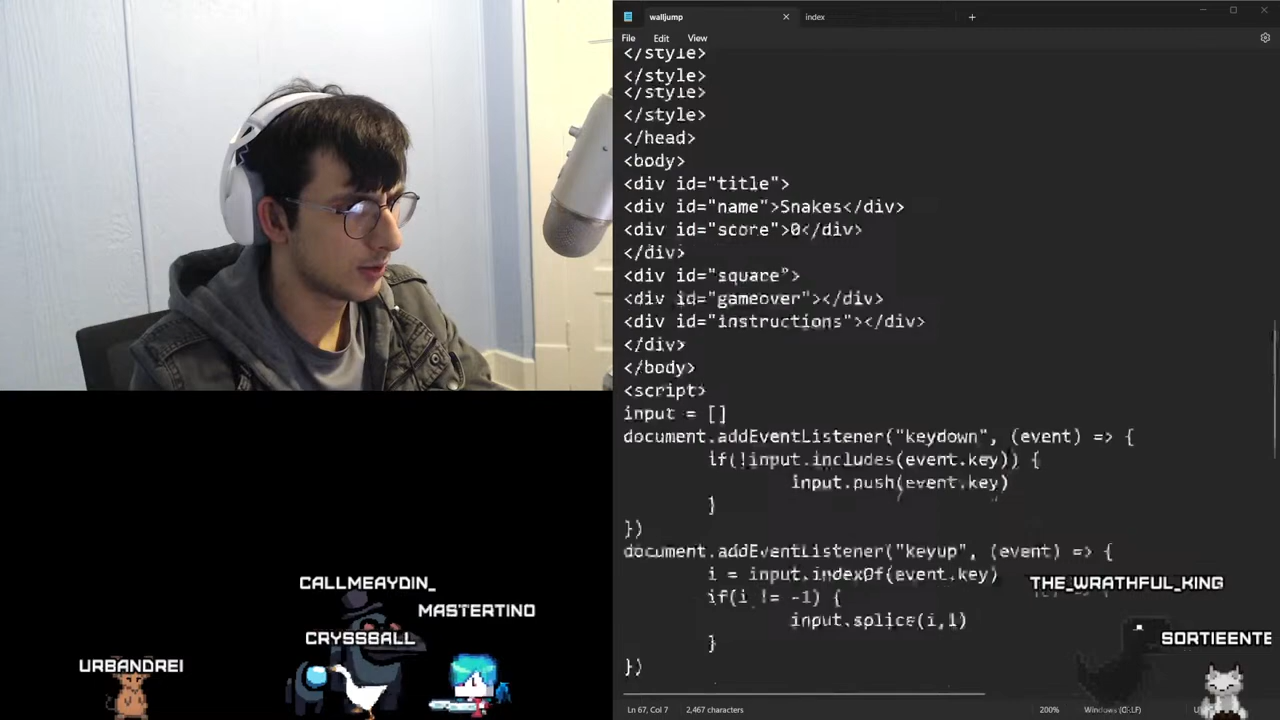 walljump
index
File Edit View
</style>
</style>
</style>
</style>
</head>
<body>
<div id="title">
<div id="name">Snakes</div>
<div id="score">0</div>
</div>
<div id="square">
<div id="gameover"></div>
<div id="instructions"></div>
</div>
</body>
<script>
input = []
document.addEventListener("keydown", (event) => {
if(!input.includes(event.key)) {
input.push(event.key)
}
})
document.addEventListener("keyup", (event) => {
i = input.indexOf(event.key)
if(i != -1) {
input.splice(i,1)
}
})
Ln 67, Col 7
2,467 characters
200%
Windows (CRLF)
CALLMEAYDIN_
MASTERTINO
CRYSSBALL
URBANDREI
THE_WRATHFUL_KING
SORTIEENTE